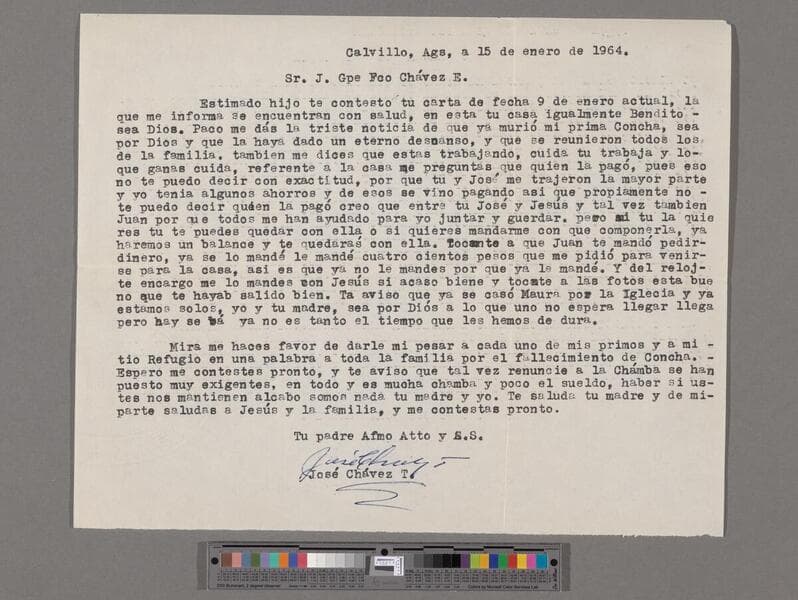 Calvillo, Ags, a 15 de enero de 1964.
Sr. J. Gpe Fco Chávez E.
Estimado hijo te contesto tu carta de fecha 9 de enero actual, la
que me informa se encuentran con salud, en esta tu casa igualmente Bendito -
sea Dios. Paco me dás la triste noticia de que ya murió mi prima Concha, sea
por Dios y que la haya dado un eterno desnanso, y que se reunieron todos los
de la familia. tambien me dices que estas trabajando, cuida tu trabaja y lo-
que ganas cuida, referente a la casa me preguntas que quien la pagó, pues eso
no te puedo decir con exactitud, por que tu y José me trajeron la mayor parte
y yo tenia algunos ahorros y de esos se vino pagando asi que propiamente no -
te puedo decir quien la pagó creo que entre tu José y Jesús y tal vez tambien
Juan por que todos me han ayudado para yo juntar y guerdar. pero si tu la quie
res tu te puedes quedar con ella o si quieres mandarme con que componerla, ya
haremos un balance y te quedarás con ella. Tocante a que Juan te mandó pedir-
dinero, ya se lo mandé le mandé cuatro cientos pesos que me pidió para venir-
se para la casa, asi es que ya no le mandes por que ya le mandé. Y del reloj-
te encargo me lo mandes con Jesús si acaso biene y tocnte a las fotos esta bue
no que te hayab salido bien. Ta aviso que ya se casó Maura por la Iglecia y ya
estamos solos, yo y tu madre, sea por Diós a lo que uno no espera llegar llega
pero hay se bá ya no es tanto el tiempo que les hemos de dura.
Mira me haces favor de darle mi pesar a cada uno de mis primos y a mi -
tio Refugio en una palabra a toda la familia por el fallecimiento de Concha. -
Espero me contestes pronto, y te aviso que tal vez renuncie a la Chamba se han
puesto muy exigentes, en todo y es mucha chamba y poco el sueldo, haber si us-
tes nos mantienen alcabo somos nada tu madre y yo. Te saluda tu madre y de mi-
parte saludas a Jesús y la familia, y me contestas pronto.
Tu padre Afmo Atto y S.S.
José Chávez T.